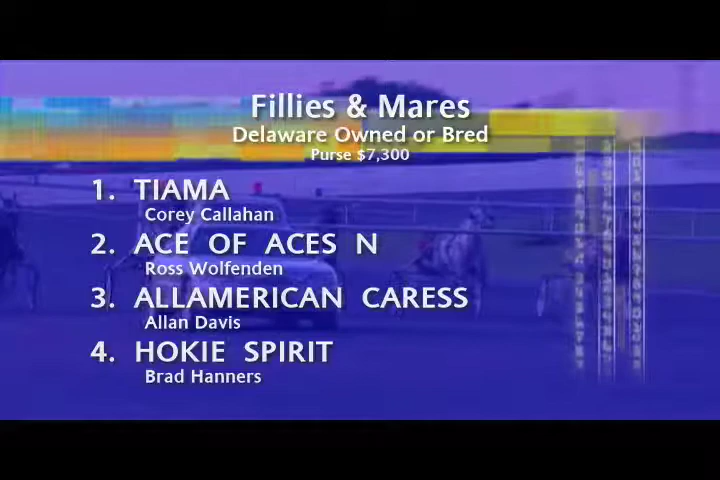 Fillies & Mares
Delaware Owned or Bred
Purse $7,300
1. TIAMA
Corey Callahan
2. ACE OF ACES N
Ross Wolfenden
3. ALLAMERICAN CARESS
Allan Davis
4. HOKIE SPIRIT
Brad Hanners